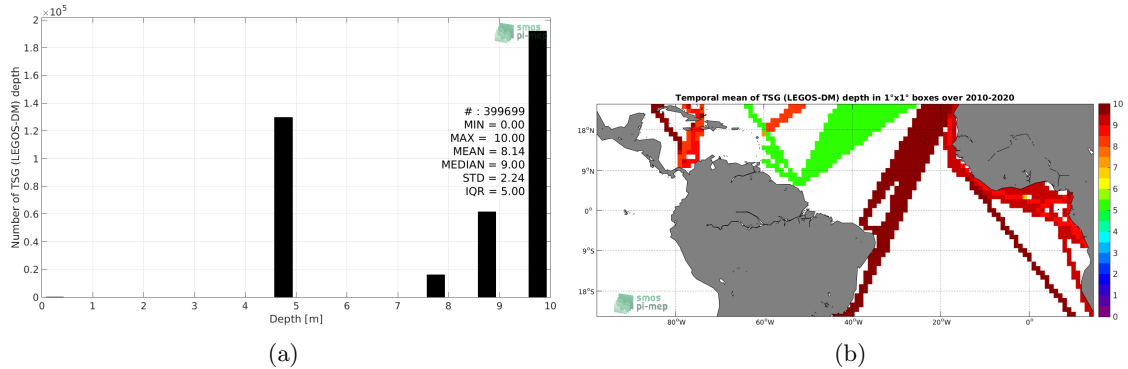 ×10^5
2
1.8
1.6
1.4
1.2
1
0.8
0.6
0.4
0.2
0
Number of TSG (LEGOS-DM) depth
smos
pi-mep
# : 399699
MIN = 0.00
MAX = 10.00
MEAN = 8.14
MEDIAN = 9.00
STD = 2.24
IQR = 5.00
0 1 2 3 4 5 6 7 8 9 10
Depth [m]
(a)
Temporal mean of TSG (LEGOS-DM) depth in 1°x1° boxes over 2010-2020
18°N
9°N
0°
9°S
18°S
80°W 60°W 40°W 20°W 0°
smos
pi-mep
10
9
8
7
6
5
4
3
2
1
0
(b)